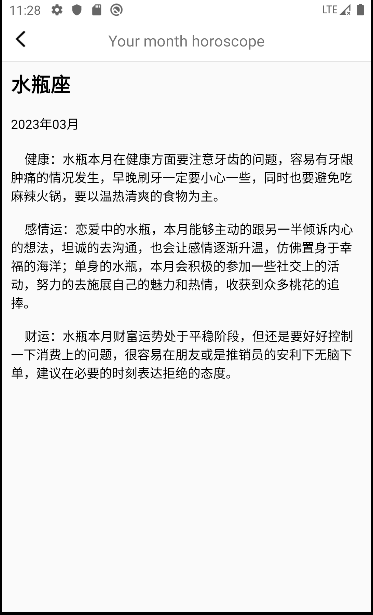 11:28
LTE
Your month horoscope
水瓶座
2023年03月
健康：水瓶本月在健康方面要注意牙齿的问题，容易有牙龈
肿痛的情况发生，早晚刷牙一定要小心一些，同时也要避免吃
麻辣火锅，要以温热清爽的食物为主。
感情运：恋爱中的水瓶，本月能够主动的跟另一半倾诉内心
的想法，坦诚的去沟通，也会让感情逐渐升温，仿佛置身于幸
福的海洋；单身的水瓶，本月会积极的参加一些社交上的活
动，努力的去施展自己的魅力和热情，收获到众多桃花的追
捧。
财运：水瓶本月财富运势处于平稳阶段，但还是要好好控制
一下消费上的问题，很容易在朋友或是推销员的安利下无脑下
单，建议在必要的时刻表达拒绝的态度。